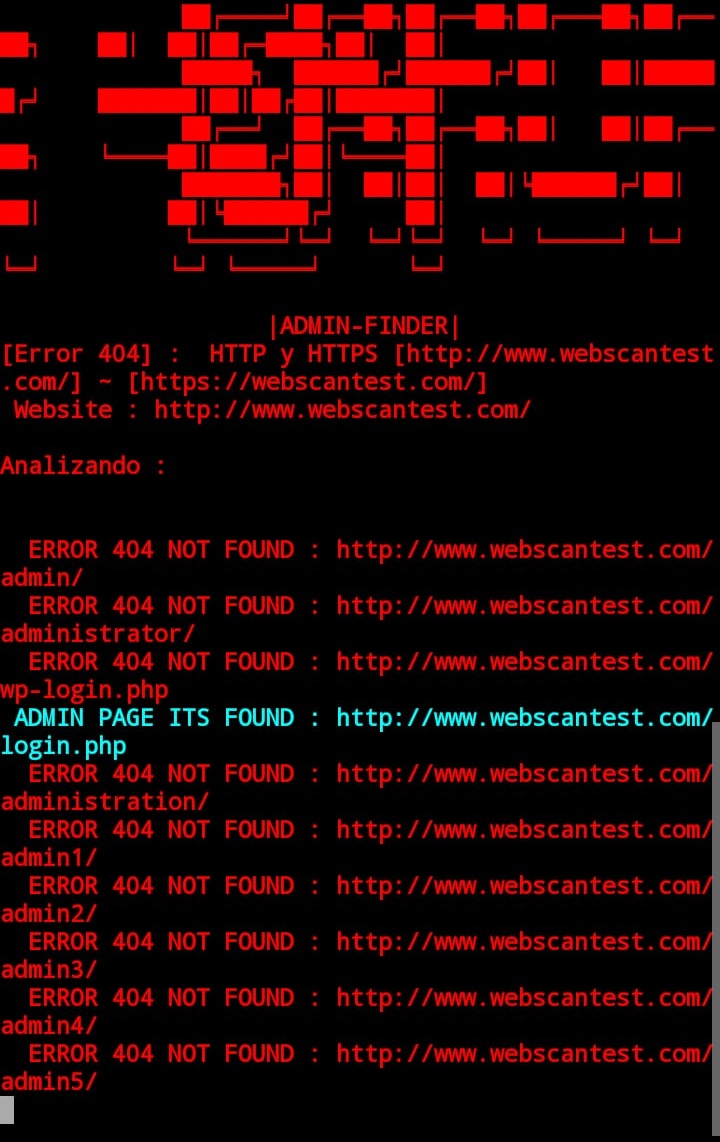 |ADMIN-FINDER|
[Error 404] :  HTTP y HTTPS [http://www.webscantest
.com/] ~ [https://webscantest.com/]
Website : http://www.webscantest.com/
Analizando :
ERROR 404 NOT FOUND : http://www.webscantest.com/
admin/
ERROR 404 NOT FOUND : http://www.webscantest.com/
administrator/
ERROR 404 NOT FOUND : http://www.webscantest.com/
wp-login.php
ADMIN PAGE ITS FOUND : http://www.webscantest.com/
login.php
ERROR 404 NOT FOUND : http://www.webscantest.com/
administration/
ERROR 404 NOT FOUND : http://www.webscantest.com/
admin1/
ERROR 404 NOT FOUND : http://www.webscantest.com/
admin2/
ERROR 404 NOT FOUND : http://www.webscantest.com/
admin3/
ERROR 404 NOT FOUND : http://www.webscantest.com/
admin4/
ERROR 404 NOT FOUND : http://www.webscantest.com/
admin5/